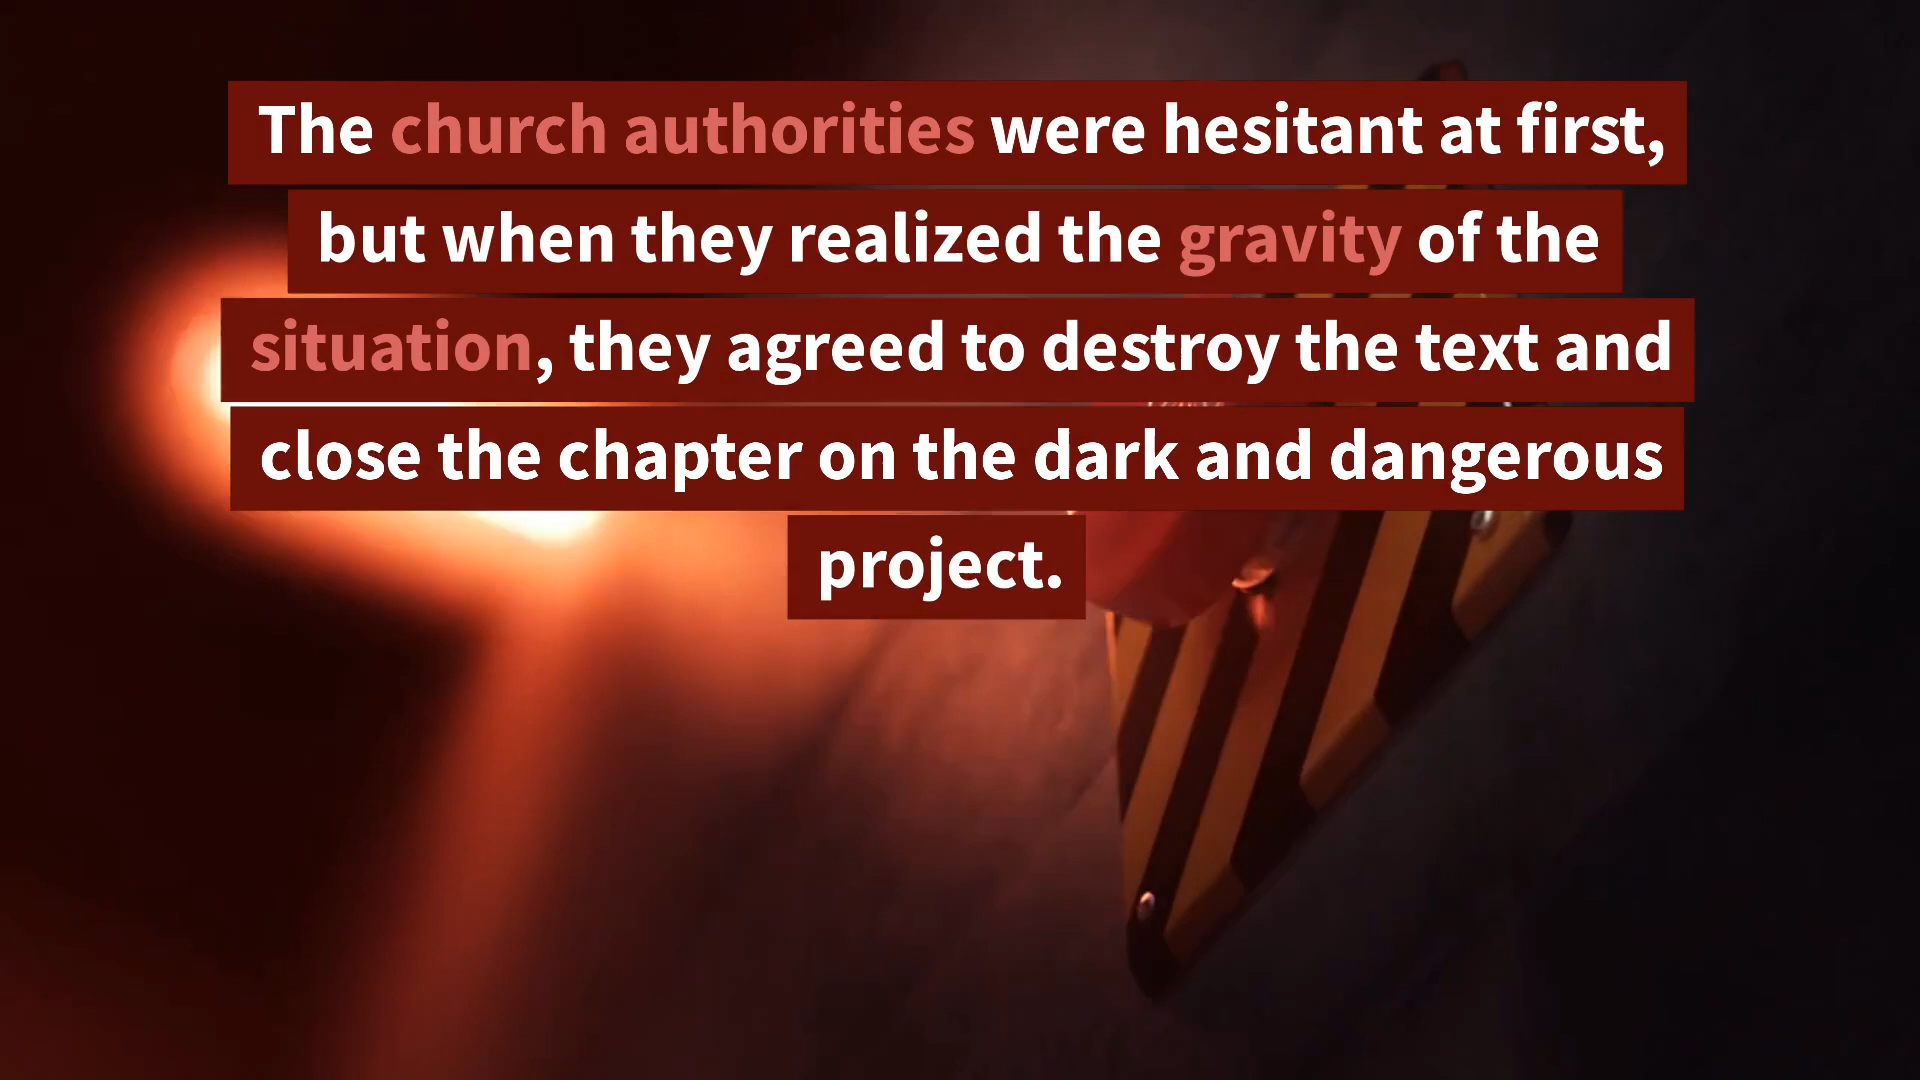 The church authorities were hesitant at first,
but when they realized the gravity of the
situation, they agreed to destroy the text and
close the chapter on the dark and dangerous
project.